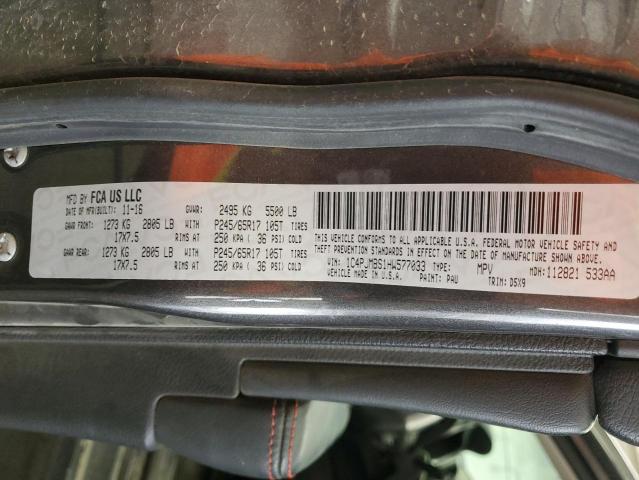 MFD BY FCA US LLC
DATE OF MFR(BUILT): 11-16 GVWR: 2495 KG 5500 LB
GWAR FRONT: 1273 KG 2805 LB WITH P245/65R17 105T TIRES
17X7.5 RIMS AT 250 KPA ( 36 PSI) COLD
GWAR REAR: 1273 KG 2805 LB WITH P245/65R17 105T TIRES
17X7.5 RIMS AT 250 KPA ( 36 PSI) COLD
THIS VEHICLE CONFORMS TO ALL APPLICABLE U.S.A. FEDERAL MOTOR VEHICLE SAFETY AND
THEFT PREVENTION STANDARDS IN EFFECT ON THE DATE OF MANUFACTURE SHOWN ABOVE.
VEHICLE MADE IN U.S.A.
VIN: 1C4PJMBS1HW577033 TYPE: MPV MDH: 112821 533AA
PAINT: PAU TRIM: D5X9